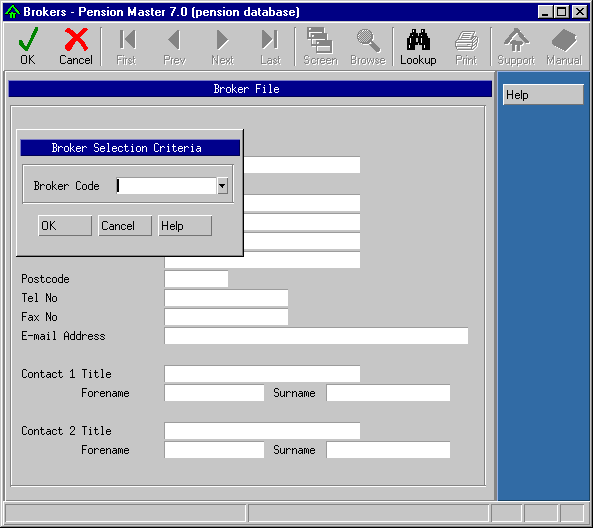 Brokers - Pension Master 7.0 (pension database)
OK Cancel First Prev Next Last Screen Browse Lookup Print Support Manual
Broker File
Help
Broker Selection Criteria
Broker Code
OK Cancel Help
Postcode
Tel No
Fax No
E-mail Address
Contact 1 Title
Forename Surname
Contact 2 Title
Forename Surname